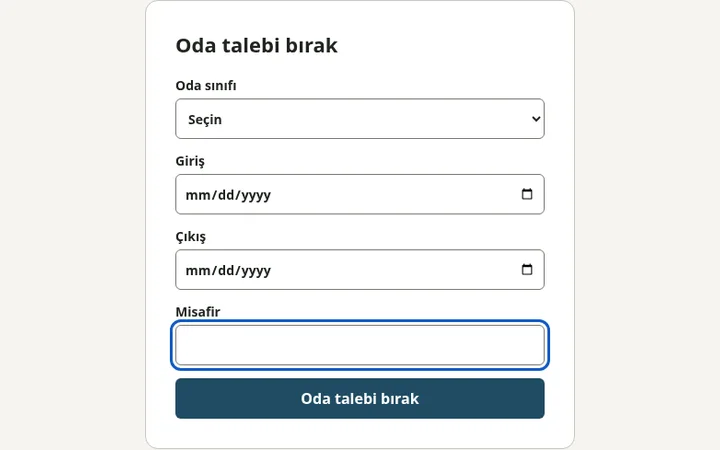 Oda talebi bırak
Oda sınıfı
Seçin
Giriş
mm/dd/yyyy
Çıkış
mm/dd/yyyy
Misafir
Oda talebi bırak